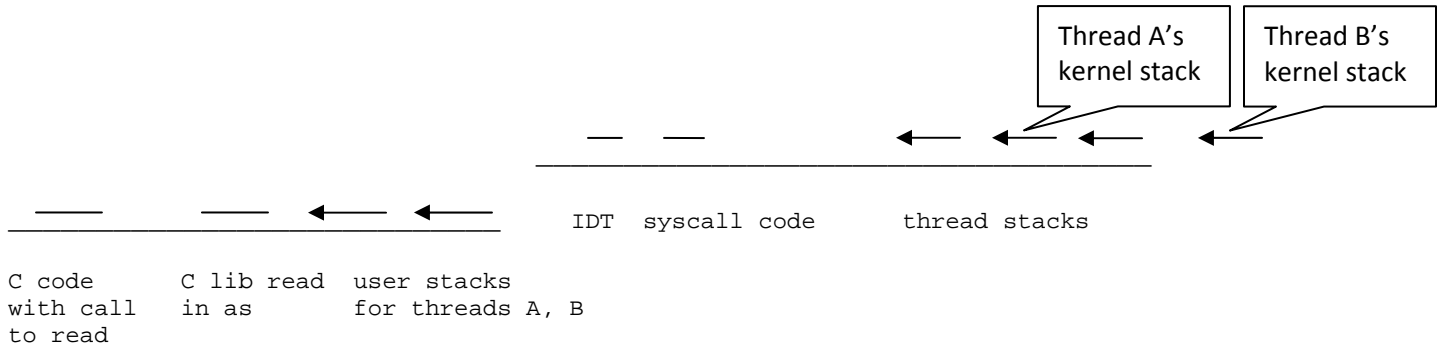 Thread A’s
kernel stack
Thread B’s
kernel stack
IDT syscall code thread stacks
C code C lib read user stacks
with call in as for threads A, B
to read